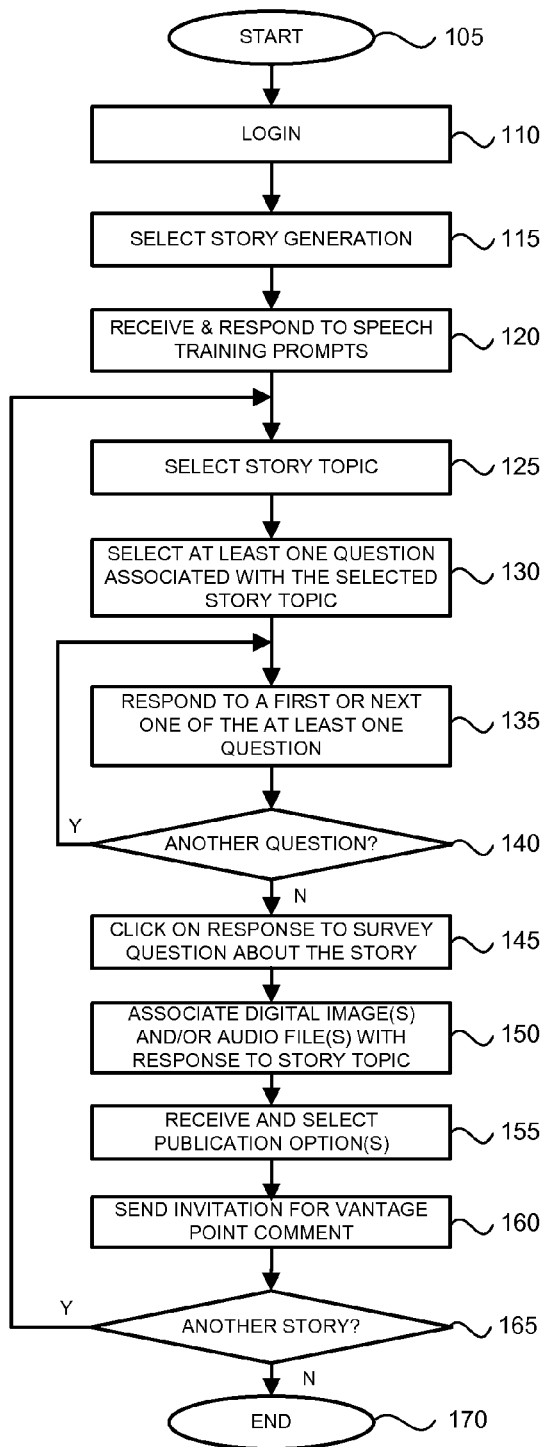 START
105
LOGIN
110
SELECT STORY GENERATION
115
RECEIVE & RESPOND TO SPEECH
TRAINING PROMPTS
120
SELECT STORY TOPIC
125
SELECT AT LEAST ONE QUESTION
ASSOCIATED WITH THE SELECTED
STORY TOPIC
130
RESPOND TO A FIRST OR NEXT
ONE OF THE AT LEAST ONE
QUESTION
135
Y
ANOTHER QUESTION?
140
N
CLICK ON RESPONSE TO SURVEY
QUESTION ABOUT THE STORY
145
ASSOCIATE DIGITAL IMAGE(S)
AND/OR AUDIO FILE(S) WITH
RESPONSE TO STORY TOPIC
150
RECEIVE AND SELECT
PUBLICATION OPTION(S)
155
SEND INVITATION FOR VANTAGE
POINT COMMENT
160
Y
ANOTHER STORY?
165
N
END
170